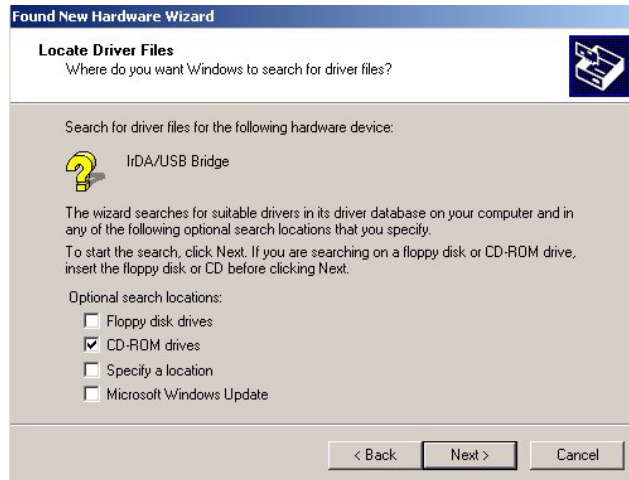 Found New Hardware Wizard
Locate Driver Files
Where do you want Windows to search for driver files?
Search for driver files for the following hardware device:
IrDA/USB Bridge
The wizard searches for suitable drivers in its driver database on your computer and in
any of the following optional search locations that you specify.
To start the search, click Next. If you are searching on a floppy disk or CD-ROM drive,
insert the floppy disk or CD before clicking Next.
Optional search locations:
Floppy disk drives
CD-ROM drives
Specify a location
Microsoft Windows Update
< Back Next > Cancel